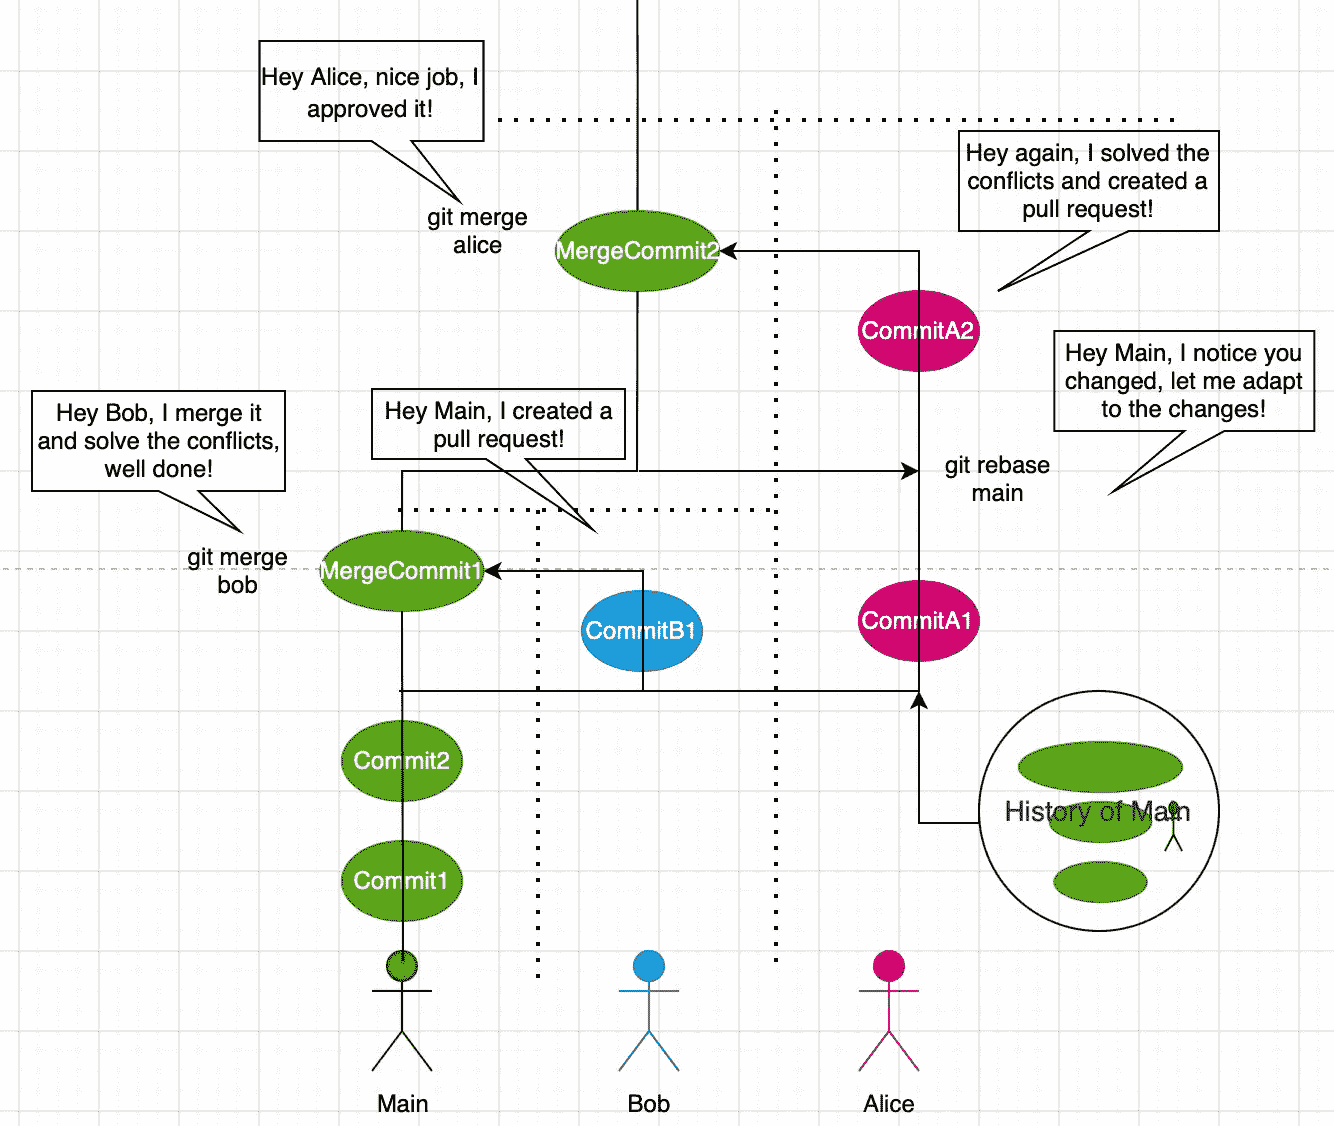 Hey Alice, nice job, I
approved it!
git merge
alice
MergeCommit2
Hey again, I solved the
conflicts and created a
pull request!
CommitA2
Hey Main, I notice you
changed, let me adapt
to the changes!
Hey Bob, I merge it
and solve the conflicts,
well done!
Hey Main, I created a
pull request!
git rebase
main
git merge
bob
MergeCommit1
CommitB1
CommitA1
Commit2
History of Main
Commit1
Main
Bob
Alice